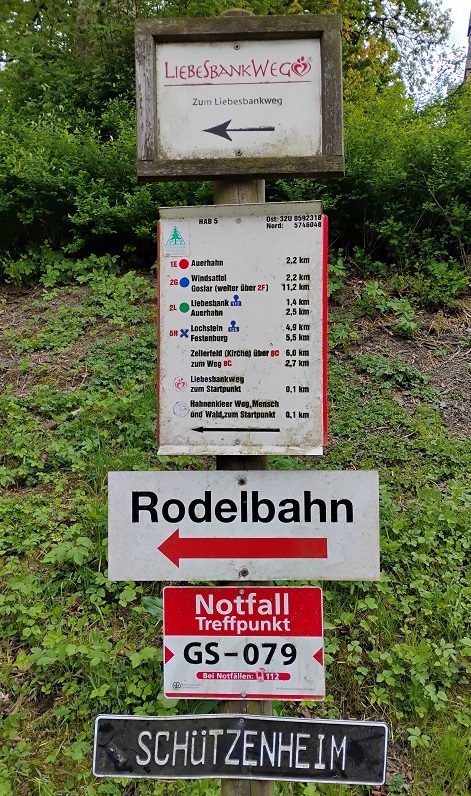 LIEBESBANKWEG
Zum Liebesbankweg
HAB 5 Ost: 32U 0592318
Nord: 5746048
1E Auerhahn 2,2 km
2G Windsattel 2,2 km
Goslar (weiter über 2F) 11,2 km
2L Liebesbank 1,4 km
Auerhahn 2,5 km
5H Lochstein 4,9 km
Festenburg 5,5 km
Zellerfeld (Kirche) über 8C 6,0 km
zum Weg 8C 2,7 km
Liebesbankweg
zum Startpunkt 0,1 km
Hahnenkleer Weg,Mensch
und Wald,zum Startpunkt 0,1 km
Rodelbahn
Notfall
Treffpunkt
GS-079
Bei Notfällen: 112
SCHÜTZENHEIM